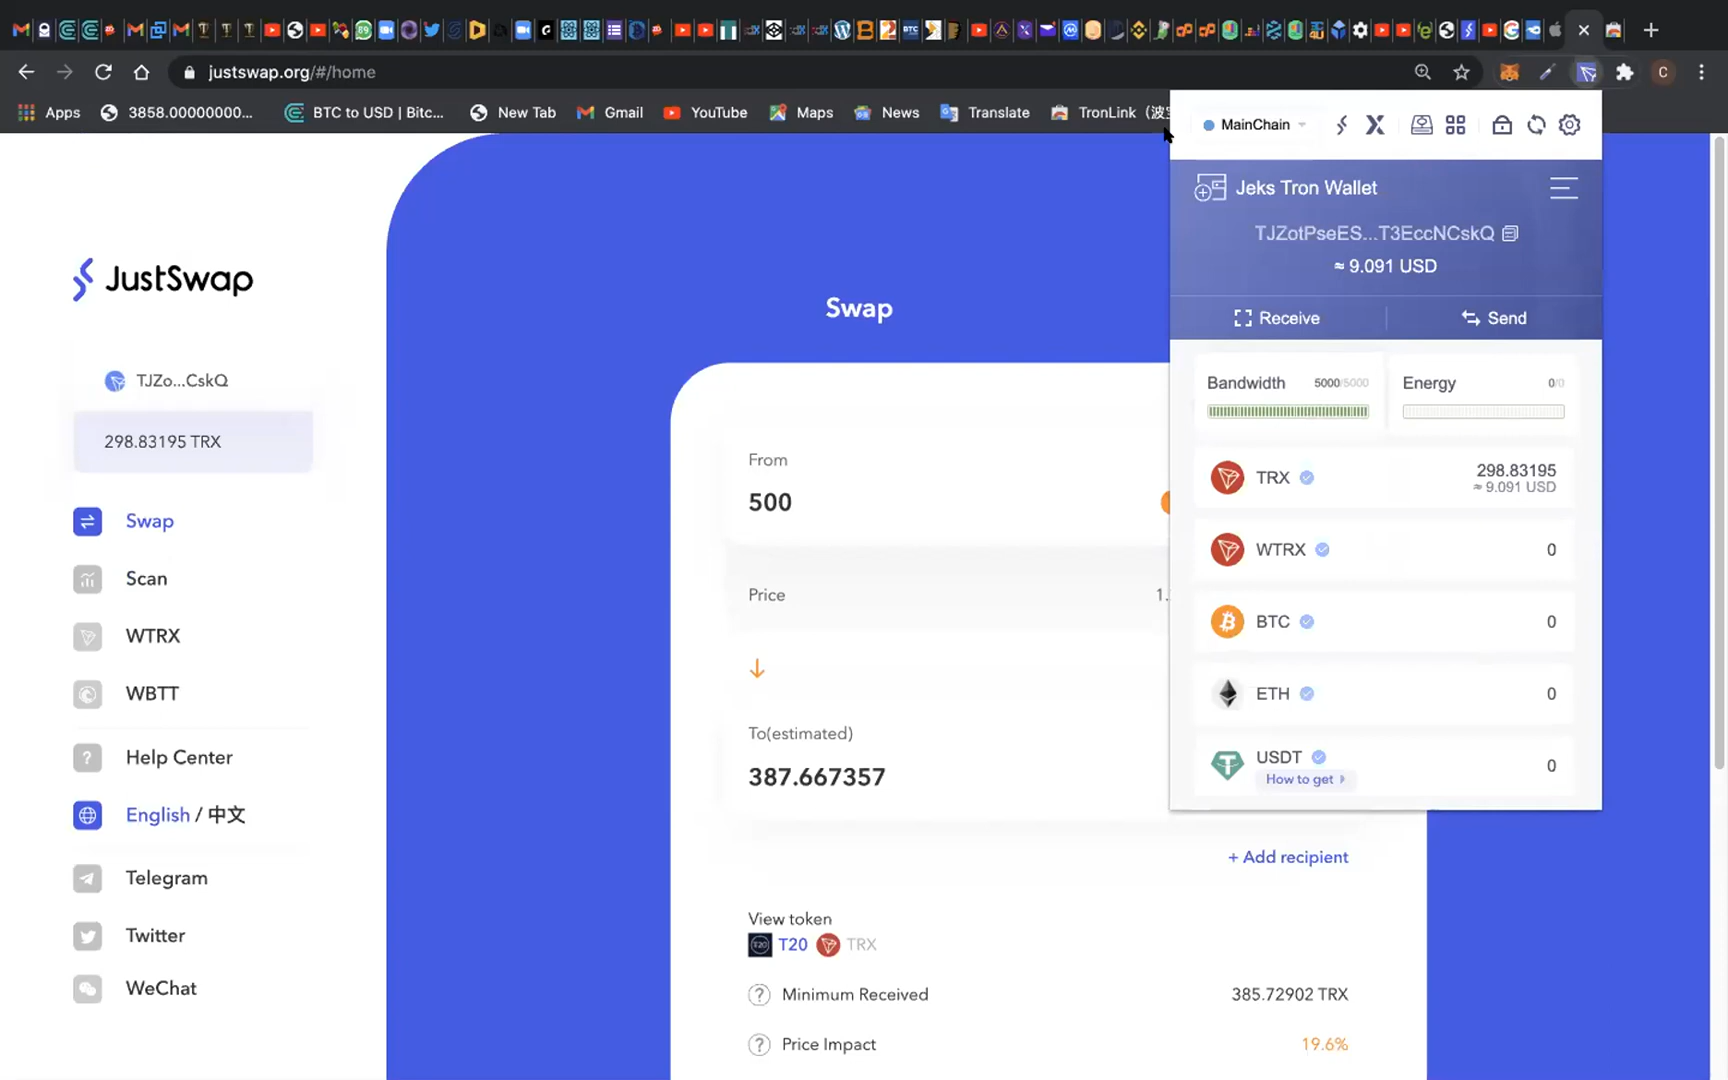 justswap.org/#/home
Apps
3858.00000000...
BTC to USD | Bitc...
New Tab
Gmail
YouTube
Maps
News
Translate
TronLink
MainChain
Jeks Tron Wallet
TJZotPseES...T3EccNCskQ
≈ 9.091 USD
Receive
Send
Bandwidth 5000/5000
Energy 0/0
TRX 298.83195
≈ 9.091 USD
WTRX 0
BTC 0
ETH 0
USDT 0
How to get
JustSwap
TJZo...CskQ
298.83195 TRX
Swap
Scan
WTRX
WBTT
Help Center
English / 中文
Telegram
Twitter
WeChat
Swap
From
500
Price 1.
To(estimated)
387.667357
+ Add recipient
View token
T20 TRX
Minimum Received 385.72902 TRX
Price Impact 19.6%